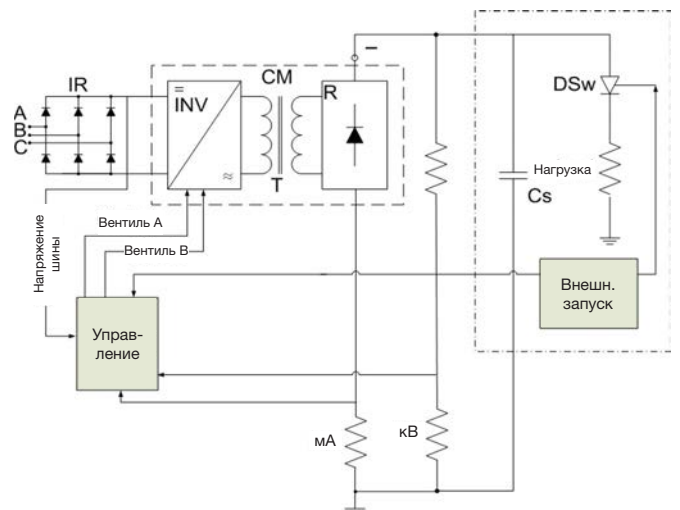 IR
A
B
C
=
INV
≈
CM
T
R
–
DSw
Нагрузка
Cs
Вентиль A
Вентиль B
Напряжение
шины
Управ-
ление
Внешн.
запуск
мА
кВ